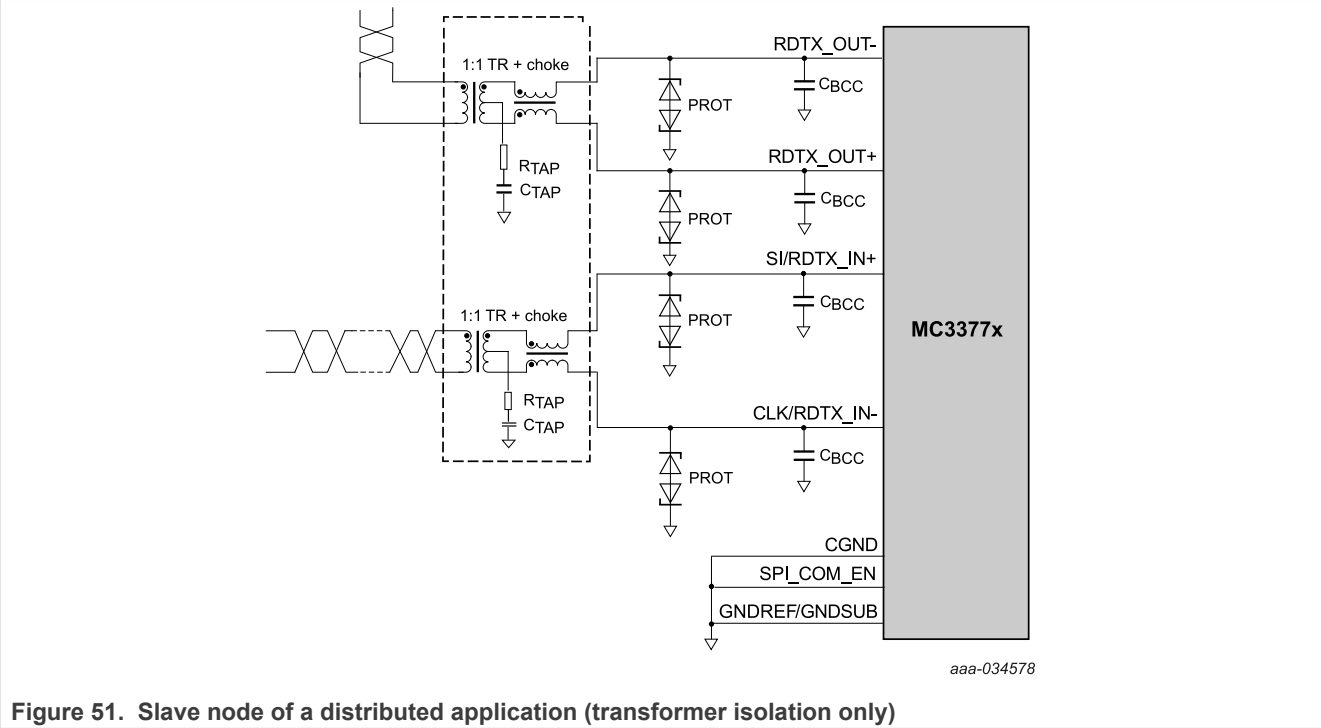 RDTX_OUT-
1:1 TR + choke
CBCC
PROT
RDTX_OUT+
RTAP
CTAP
CBCC
PROT
SI/RDTX_IN+
CBCC
1:1 TR + choke
PROT
MC3377x
RTAP
CTAP
CLK/RDTX_IN-
CBCC
PROT
CGND
SPI_COM_EN
GNDREF/GNDSUB
aaa-034578
Figure 51. Slave node of a distributed application (transformer isolation only)